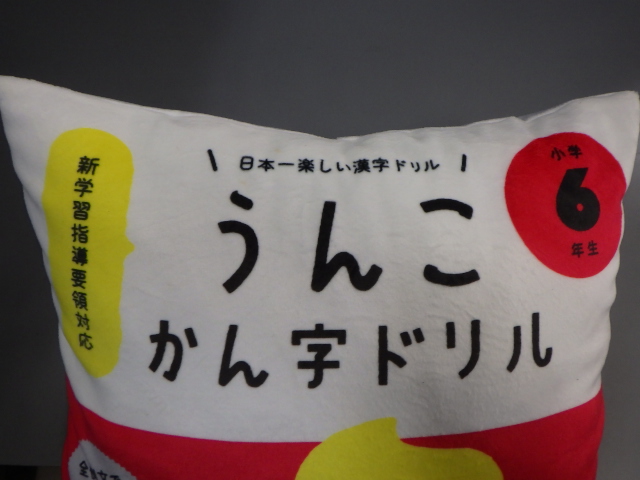 新学習指導要領対応
日本一楽しい漢字ドリル
小学
6
年生
うんこ
かん字ドリル